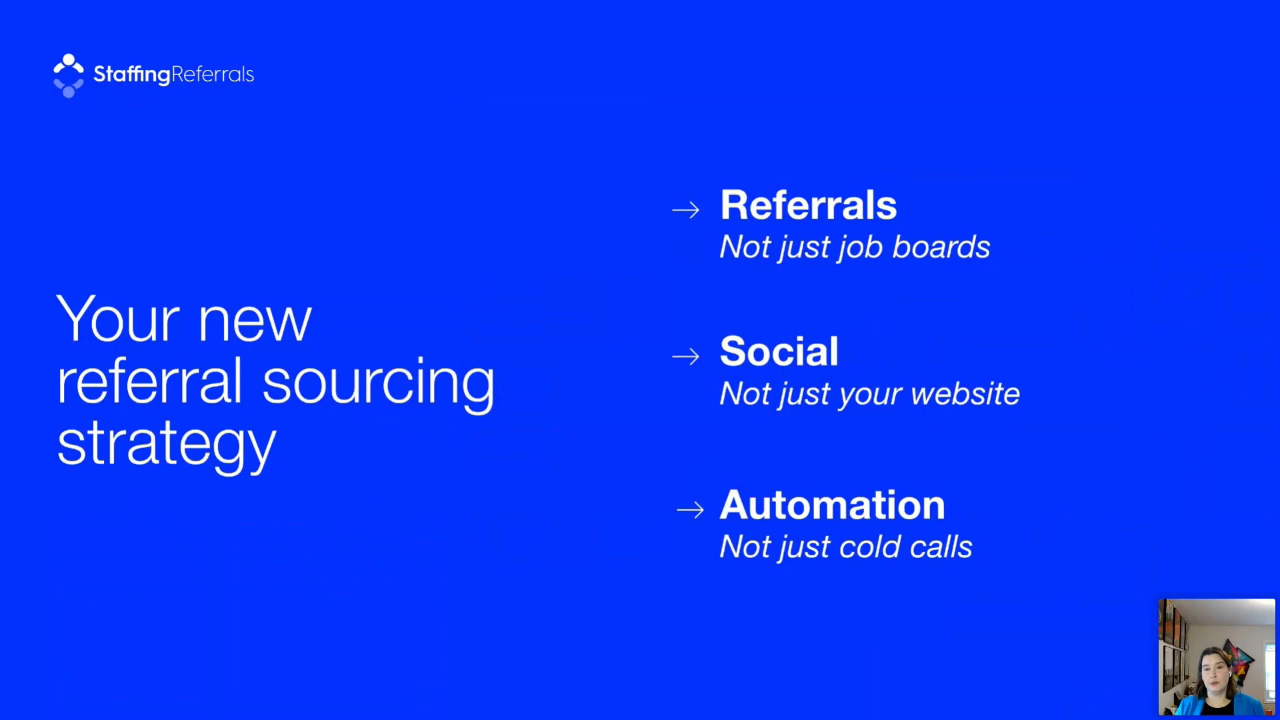 StaffingReferrals
Your new
referral sourcing
strategy
→ Referrals
Not just job boards
→ Social
Not just your website
→ Automation
Not just cold calls